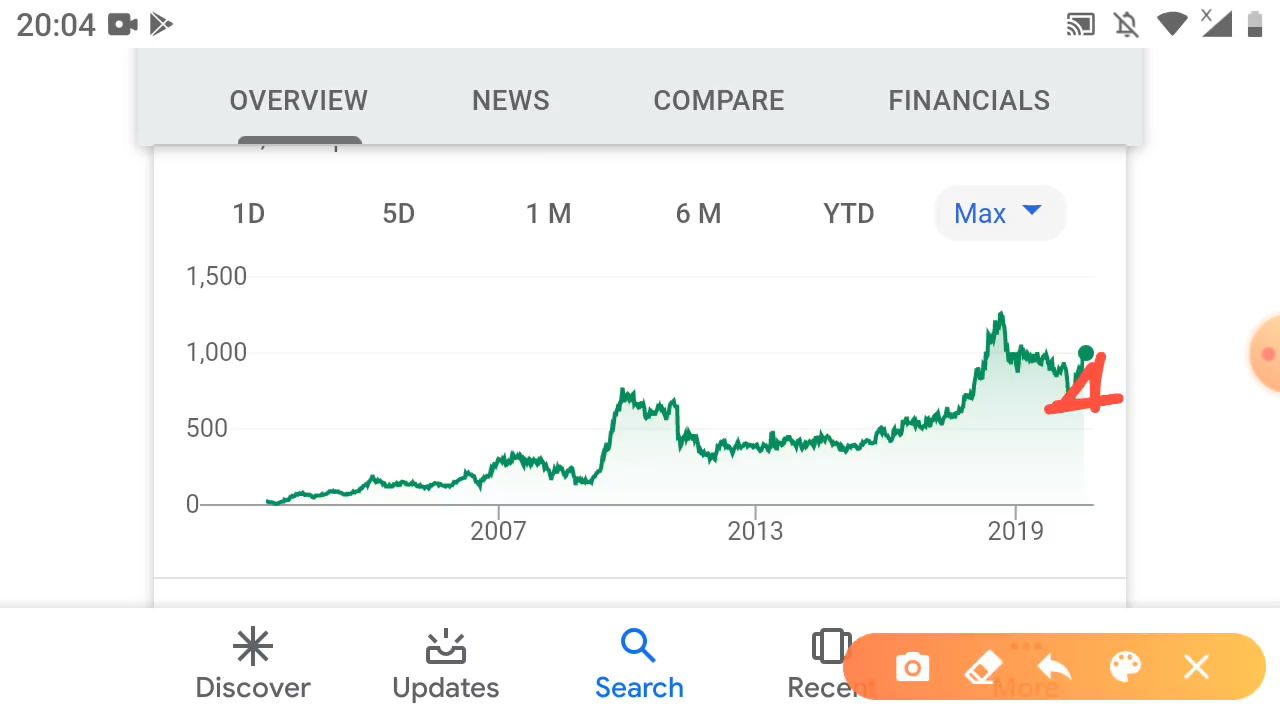 20:04
OVERVIEW NEWS COMPARE FINANCIALS
1D 5D 1 M 6 M YTD Max
1,500
1,000
500
0
2007 2013 2019
Discover Updates Search Recent More